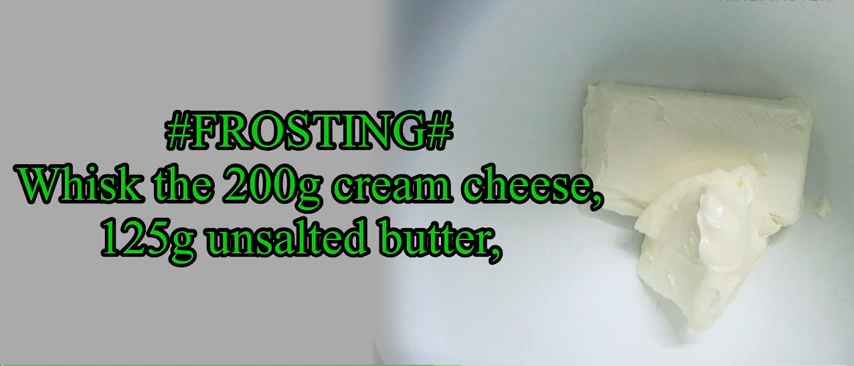 #FROSTING#
Whisk the 200g cream cheese,
125g unsalted butter,